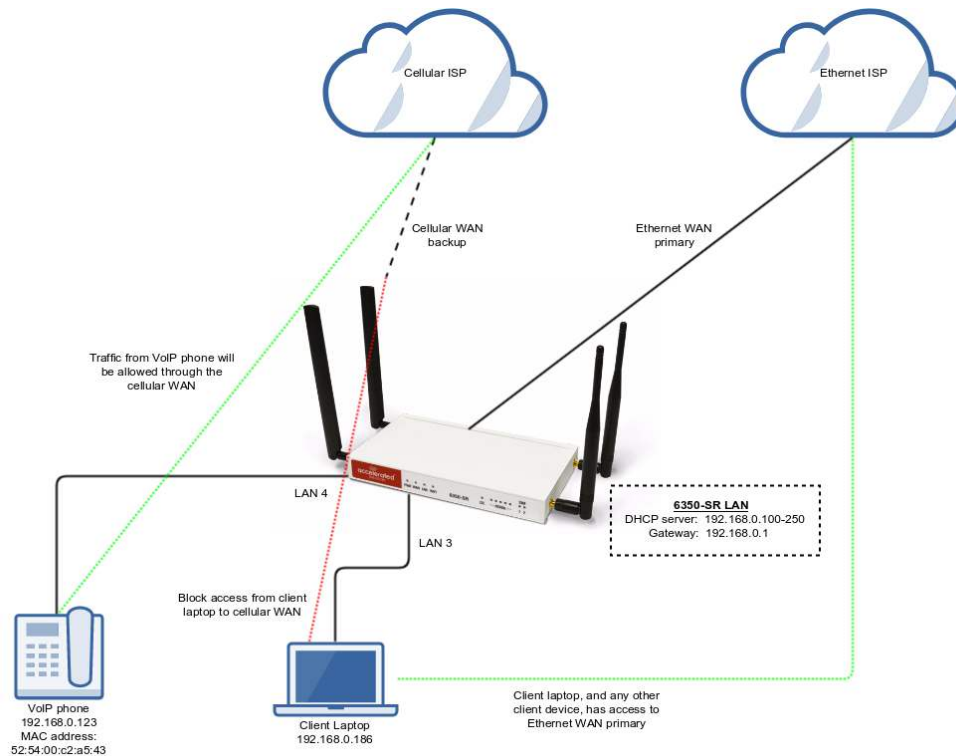 Cellular ISP
Ethernet ISP
Cellular WAN
backup
Ethernet WAN
primary
Traffic from VoIP phone will
be allowed through the
cellular WAN
accelerated
6350-SR
LAN 4
LAN 3
6350-SR LAN
DHCP server: 192.168.0.100-250
Gateway: 192.168.0.1
Block access from client
laptop to cellular WAN
VoIP phone
192.168.0.123
MAC address:
52:54:00:c2:a5:43
Client Laptop
192.168.0.186
Client laptop, and any other
client device, has access to
Ethernet WAN primary